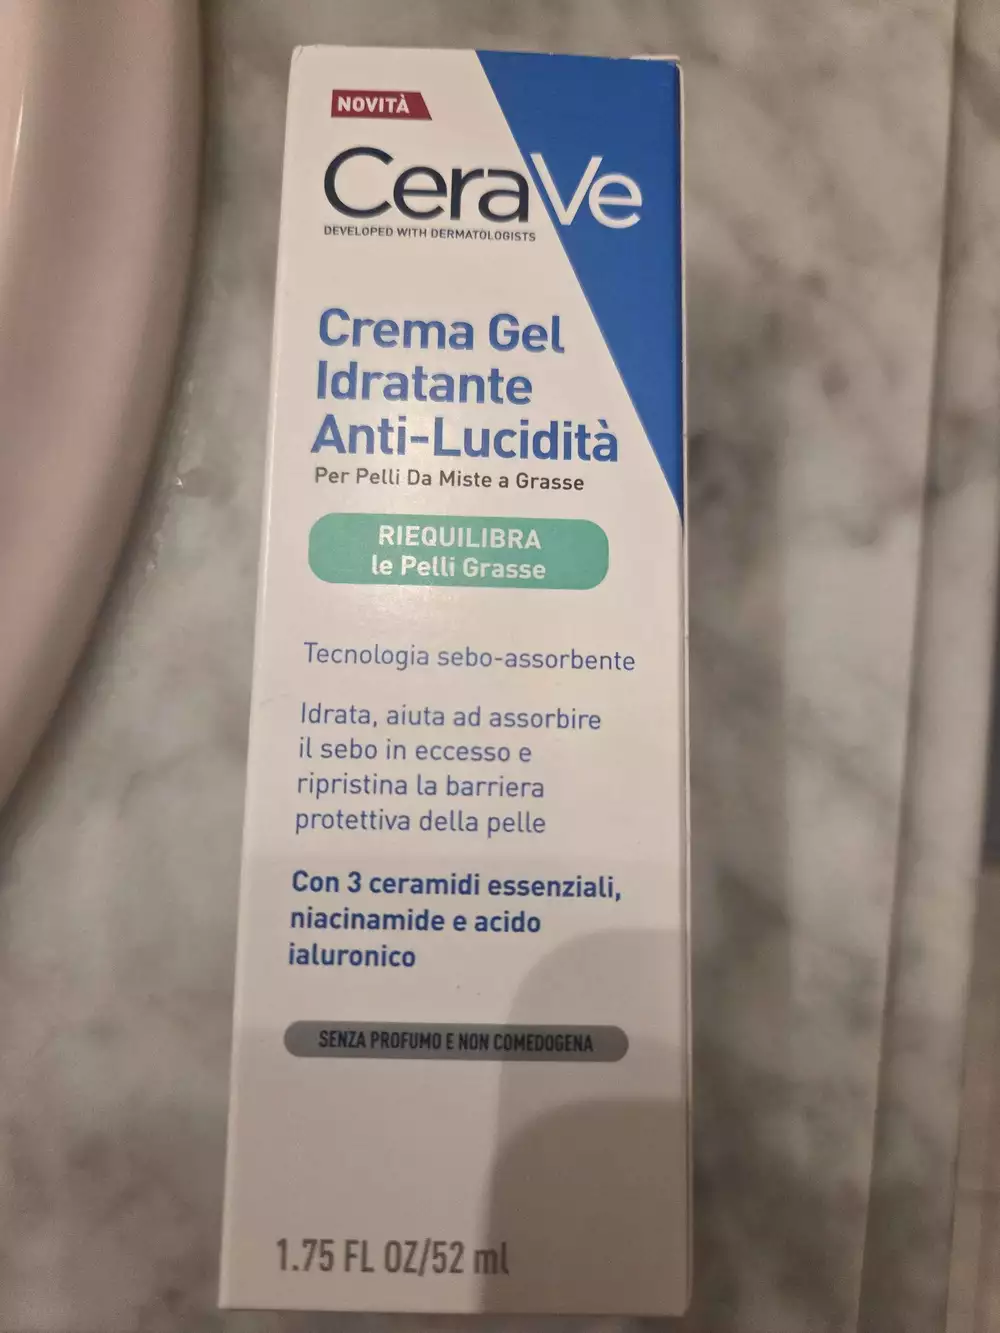 NOVITÀ
CeraVe
DEVELOPED WITH DERMATOLOGISTS
Crema Gel
Idratante
Anti-Lucidità
Per Pelli Da Miste a Grasse
RIEQUILIBRA
le Pelli Grasse
Tecnologia sebo-assorbente
Idrata, aiuta ad assorbire
il sebo in eccesso e
ripristina la barriera
protettiva della pelle
Con 3 ceramidi essenziali,
niacinamide e acido
ialuronico
SENZA PROFUMO E NON COMEDOGENA
1.75 FL OZ/52 ml